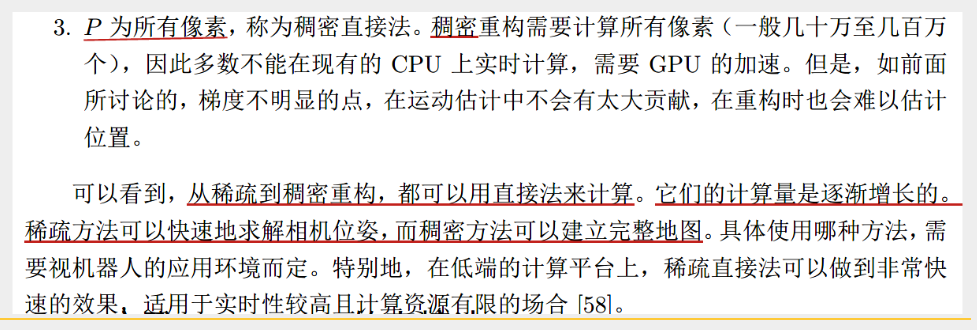 3. P 为所有像素，称为稠密直接法。稠密重构需要计算所有像素（一般几十万至几百万
个），因此多数不能在现有的 CPU 上实时计算，需要 GPU 的加速。但是，如前面
所讨论的，梯度不明显的点，在运动估计中不会有太大贡献，在重构时也会难以估计
位置。
可以看到，从稀疏到稠密重构，都可以用直接法来计算。它们的计算量是逐渐增长的。
稀疏方法可以快速地求解相机位姿，而稠密方法可以建立完整地图。具体使用哪种方法，需
要视机器人的应用环境而定。特别地，在低端的计算平台上，稀疏直接法可以做到非常快
速的效果，适用于实时性较高且计算资源有限的场合 [58]。